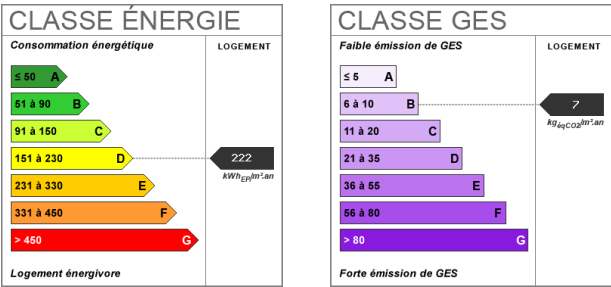 CLASSE ÉNERGIE
Consommation énergétique
LOGEMENT
≤ 50 A
51 à 90 B
91 à 150 C
151 à 230 D
222
kWhEP/m².an
231 à 330 E
331 à 450 F
> 450 G
Logement énergivore
CLASSE GES
Faible émission de GES
LOGEMENT
≤ 5 A
6 à 10 B
7
kgéqCO2/m².an
11 à 20 C
21 à 35 D
36 à 55 E
56 à 80 F
> 80 G
Forte émission de GES